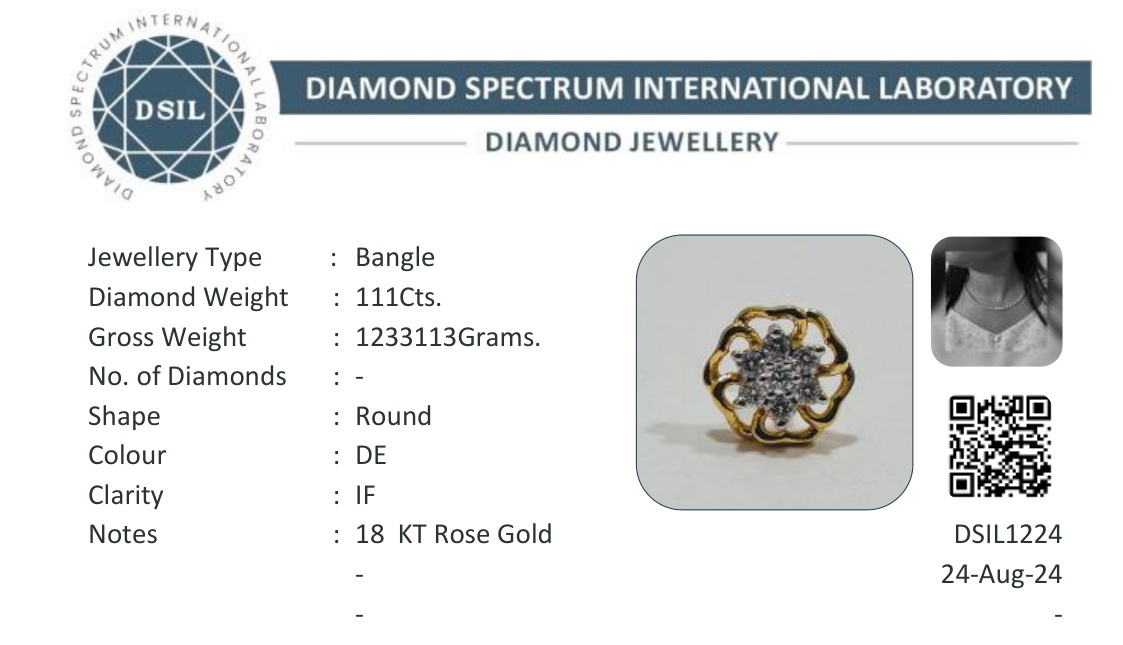 DIAMOND SPECTRUM INTERNATIONAL LABORATORY
DSIL
DIAMOND SPECTRUM INTERNATIONAL LABORATORY
DIAMOND JEWELLERY
Jewellery Type : Bangle
Diamond Weight : 111Cts.
Gross Weight : 1233113Grams.
No. of Diamonds : -
Shape : Round
Colour : DE
Clarity : IF
Notes : 18 KT Rose Gold
-
-
DSIL1224
24-Aug-24
-